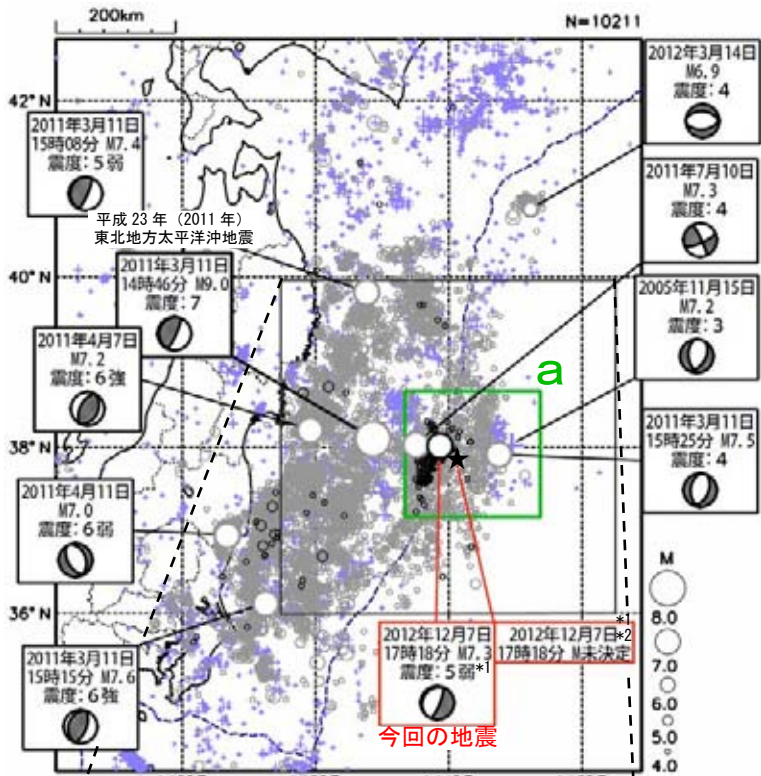 200km
N=10211
42°N
40°N
38°N
36°N
2011年3月11日
15時08分 M7.4
震度：5弱
平成 23 年（2011 年）
東北地方太平洋沖地震
2011年3月11日
14時46分 M9.0
震度：7
2011年4月7日
M7.2
震度：6強
2011年4月11日
M7.0
震度：6弱
2011年3月11日
15時15分 M7.6
震度：6強
2012年3月14日
M6.9
震度：4
2011年7月10日
M7.3
震度：4
2005年11月15日
M7.2
震度：3
2011年3月11日
15時25分 M7.5
震度：4
a
2012年12月7日
17時18分 M7.3
震度：5弱*1
今回の地震
2012年12月7日*1
*2
17時18分 M未決定
M
8.0
7.0
6.0
5.0
4.0